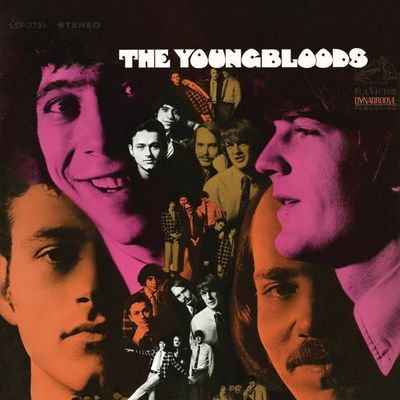 LSP-3724 STEREO
THE YOUNGBLOODS
RCA VICTOR
DYNAGROOVE
RECORDING